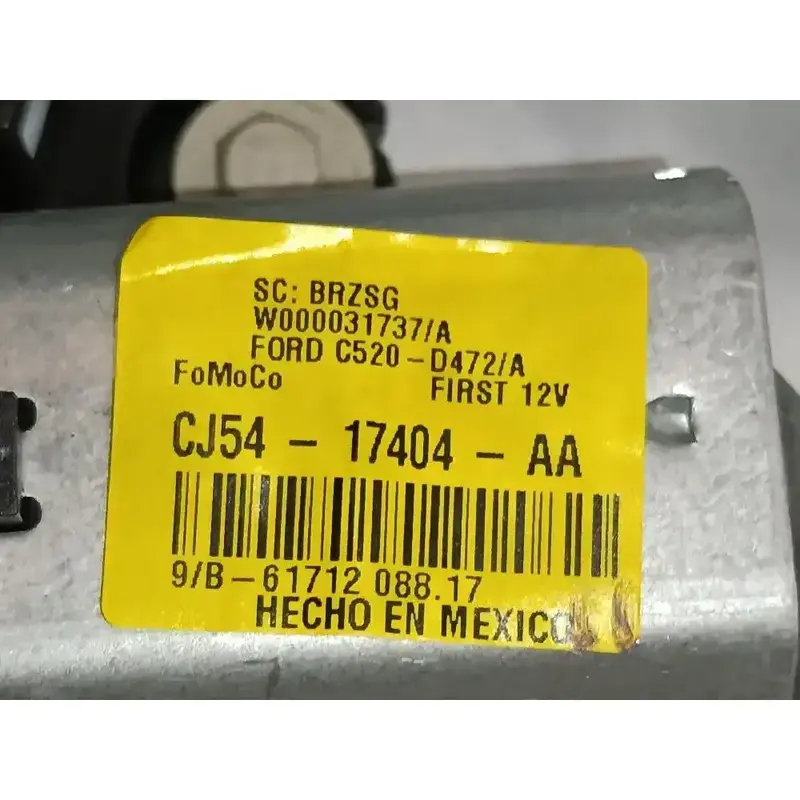 SC: BRZSG
W000031737/A
FORD C520-D472/A
FoMoCo FIRST 12V
CJ54 - 17404 - AA
9/B-61712 088.17
HECHO EN MEXICO